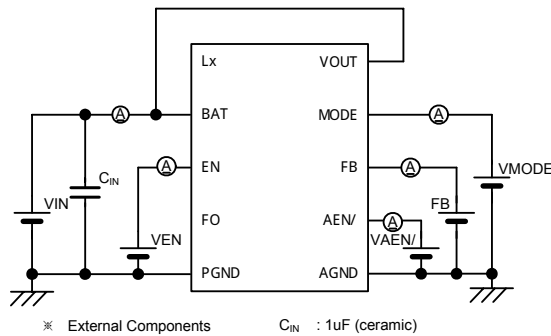 Lx
VOUT
A
BAT
MODE
A
EN
A
FB
A
VMODE
CIN
VIN
FB
FO
AEN/
A
VEN
VAEN/
PGND
AGND
※ External Components CIN : 1uF (ceramic)